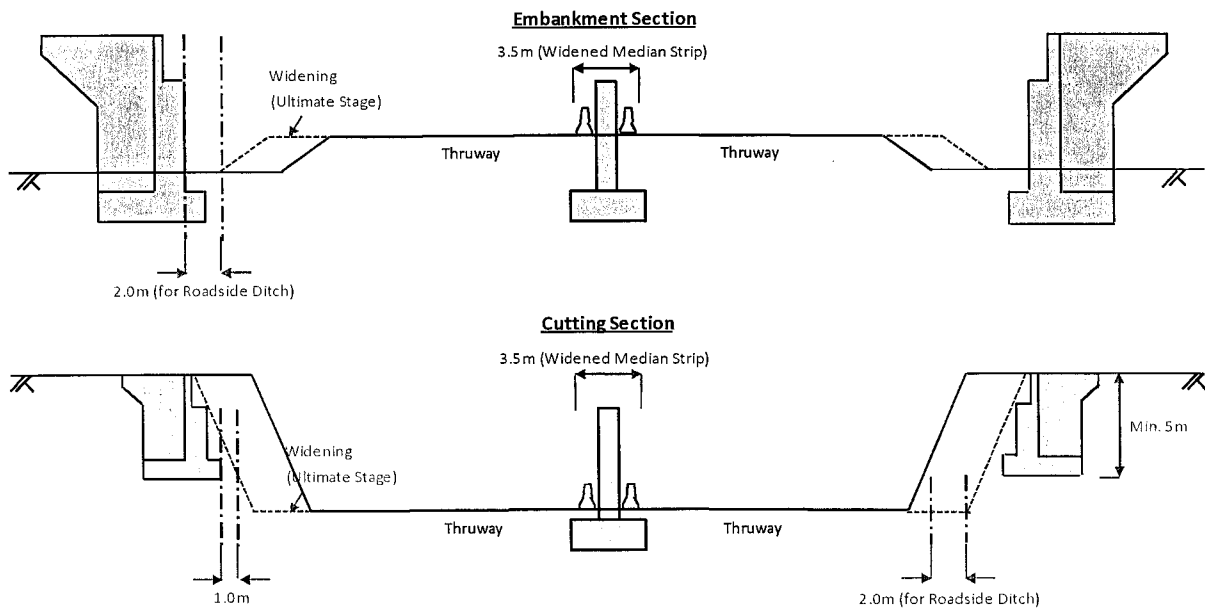 Embankment Section
3.5m (Widened Median Strip)
Widening
(Ultimate Stage)
Thruway
Thruway
2.0m (for Roadside Ditch)
Cutting Section
3.5m (Widened Median Strip)
Min. 5m
Widening
(Ultimate Stage)
Thruway
Thruway
1.0m
2.0m (for Roadside Ditch)